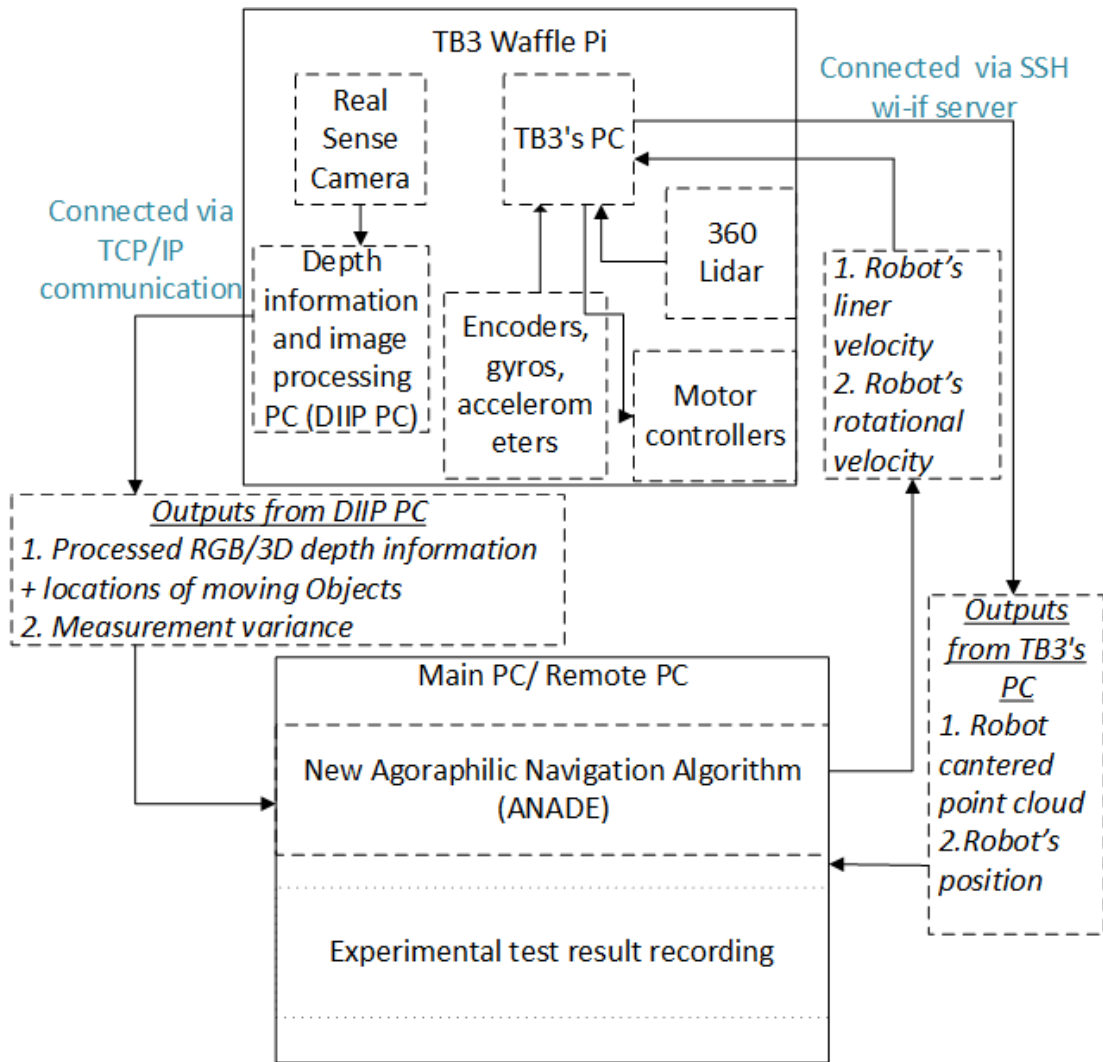 TB3 Waffle Pi
Real
Sense
Camera
TB3's PC
Connected via SSH
wi-if server
Connected via
TCP/IP
communication
Depth
information
and image
processing
PC (DIIP PC)
Encoders,
gyros,
accelerom
eters
360
Lidar
Motor
controllers
1. Robot’s
liner
velocity
2. Robot’s
rotational
velocity
Outputs from DIIP PC
1. Processed RGB/3D depth information
+ locations of moving Objects
2. Measurement variance
Outputs
from TB3's
PC
1. Robot
cantered
point cloud
2.Robot’s
position
Main PC/ Remote PC
New Agoraphilic Navigation Algorithm
(ANADE)
Experimental test result recording